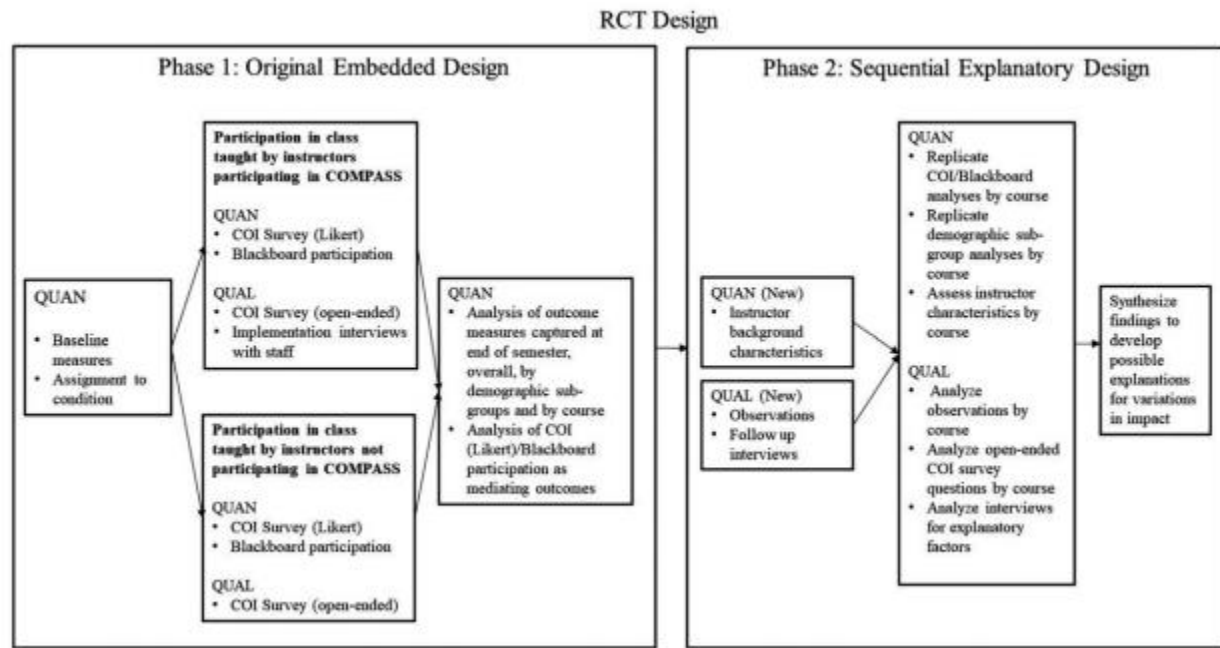 RCT Design
Phase 1: Original Embedded Design
QUAN
• Baseline
measures
• Assignment to
condition
Participation in class
taught by instructors
participating in COMPASS
QUAN
• COI Survey (Likert)
• Blackboard participation
QUAL
• COI Survey (open-ended)
• Implementation interviews
with staff
Participation in class
taught by instructors not
participating in COMPASS
QUAN
• COI Survey (Likert)
• Blackboard participation
QUAL
• COI Survey (open-ended)
QUAN
• Analysis of outcome
measures captured at
end of semester,
overall, by
demographic sub-
groups and by course
• Analysis of COI
(Likert)/Blackboard
participation as
mediating outcomes
Phase 2: Sequential Explanatory Design
QUAN (New)
• Instructor
background
characteristics
QUAL (New)
• Observations
• Follow up
interviews
QUAN
• Replicate
COI/Blackboard
analyses by course
• Replicate
demographic sub-
group analyses by
course
• Assess instructor
characteristics by
course
QUAL
• Analyze
observations by
course
• Analyze open-ended
COI survey
questions by course
• Analyze interviews
for explanatory
factors
Synthesize
findings to
develop
possible
explanations
for variations
in impact